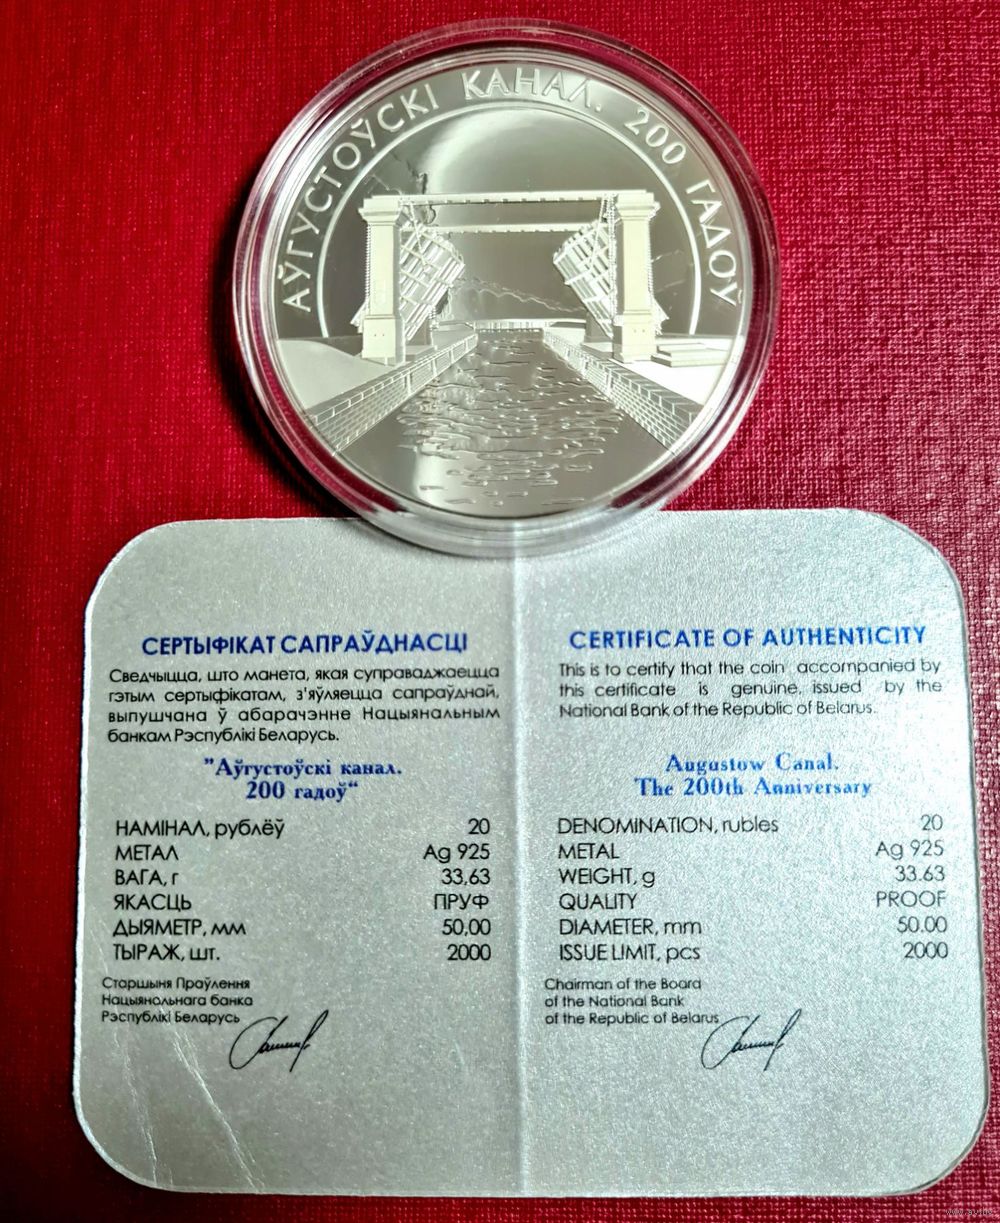 АЎГУСТОЎСКІ КАНАЛ. 200 ГАДОЎ
СЕРТЫФІКАТ САПРАЎДНАСЦІ
Сведчыцца, што манета, якая суправаджаецца
гэтым сертыфікатам, з'яўляецца сапраўднай,
выпушчана ў абарачэнне Нацыянальным
банкам Рэспублікі Беларусь.
"Аўгустоўскі канал.
200 гадоў“
НАМІНАЛ, рублёў 20
МЕТАЛ Ag 925
ВАГА, г 33,63
ЯКАСЦЬ ПРУФ
ДЫЯМЕТР, мм 50,00
ТЫРАЖ, шт. 2000
Старшыня Праўлення
Нацыянальнага банка
Рэспублікі Беларусь
CERTIFICATE OF AUTHENTICITY
This is to certify that the coin accompanied by
this certificate is genuine, issued by the
National Bank of the Republic of Belarus.
Augustow Canal.
The 200th Anniversary
DENOMINATION, rubles 20
METAL Ag 925
WEIGHT, g 33.63
QUALITY PROOF
DIAMETER, mm 50.00
ISSUE LIMIT, pcs 2000
Chairman of the Board
of the National Bank
of the Republic of Belarus